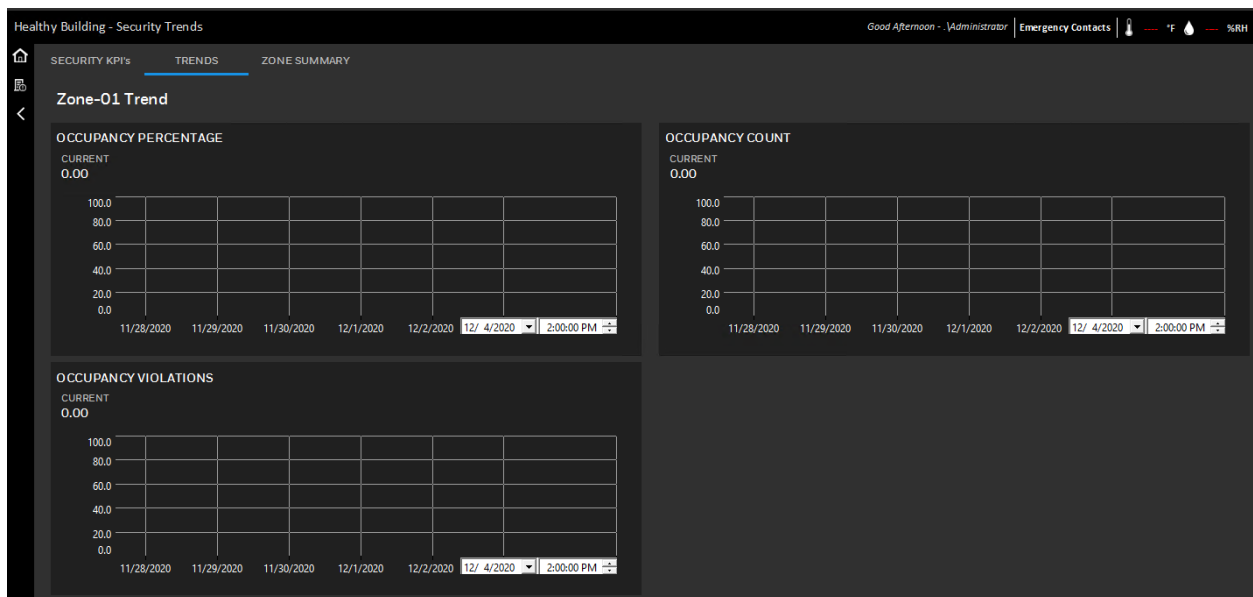 Healthy Building - Security Trends
Good Afternoon - .\Administrator Emergency Contacts ---- °F ---- %RH
SECURITY KPI's TRENDS ZONE SUMMARY
Zone-01 Trend
OCCUPANCY PERCENTAGE
CURRENT
0.00
100.0
80.0
60.0
40.0
20.0
0.0
11/28/2020 11/29/2020 11/30/2020 12/1/2020 12/2/2020 12/ 4/2020 2:00:00 PM
OCCUPANCY COUNT
CURRENT
0.00
100.0
80.0
60.0
40.0
20.0
0.0
11/28/2020 11/29/2020 11/30/2020 12/1/2020 12/2/2020 12/ 4/2020 2:00:00 PM
OCCUPANCY VIOLATIONS
CURRENT
0.00
100.0
80.0
60.0
40.0
20.0
0.0
11/28/2020 11/29/2020 11/30/2020 12/1/2020 12/2/2020 12/ 4/2020 2:00:00 PM